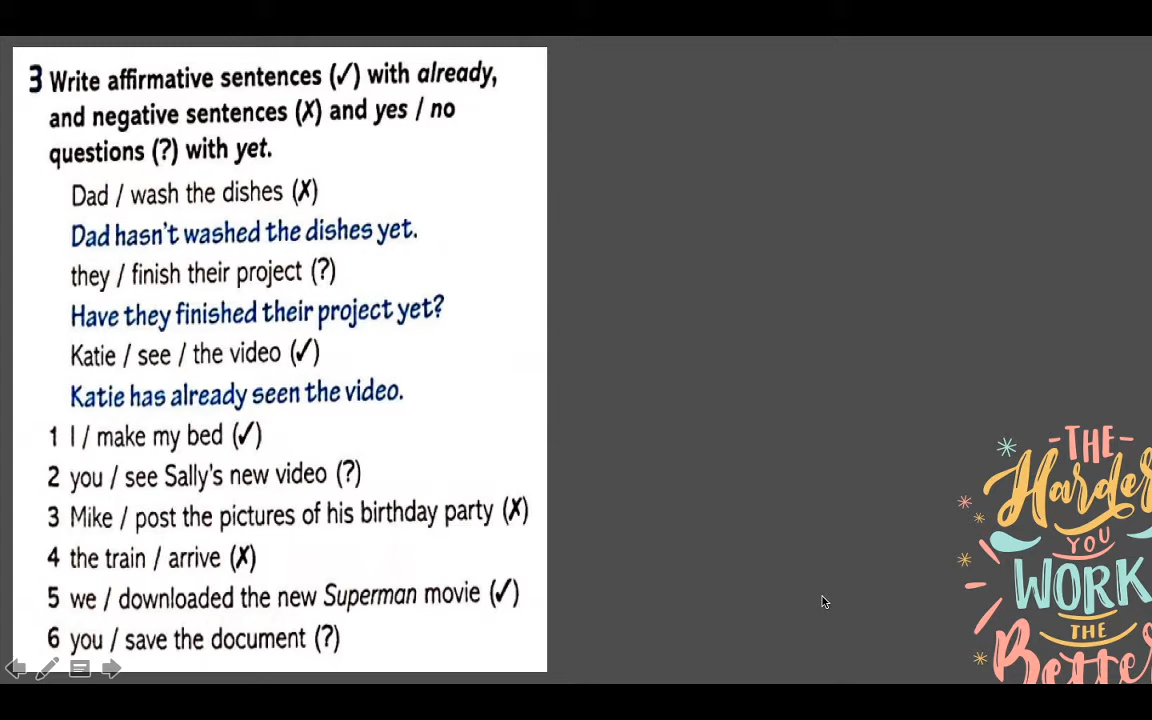 3 Write affirmative sentences (✓) with already,
and negative sentences (✗) and yes / no
questions (?) with yet.
Dad / wash the dishes (✗)
Dad hasn't washed the dishes yet.
they / finish their project (?)
Have they finished their project yet?
Katie / see / the video (✓)
Katie has already seen the video.
1 I / make my bed (✓)
2 you / see Sally's new video (?)
3 Mike / post the pictures of his birthday party (✗)
4 the train / arrive (✗)
5 we / downloaded the new Superman movie (✓)
6 you / save the document (?)
THE
Harder
YOU
WORK
THE
Better